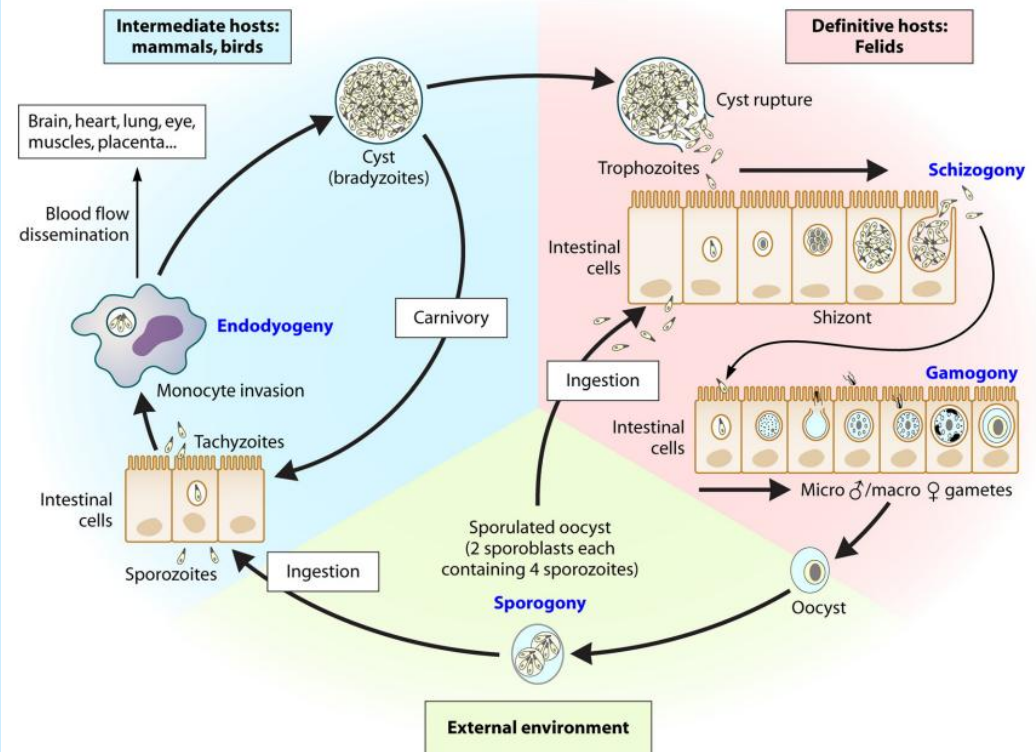 Intermediate hosts:
mammals, birds
Definitive hosts:
Felids
Brain, heart, lung, eye,
muscles, placenta...
Cyst
(bradyzoites)
Cyst rupture
Trophozoites
Schizogony
Blood flow
dissemination
Intestinal
cells
Endodyogeny
Carnivory
Shizont
Monocyte invasion
Ingestion
Gamogony
Tachyzoites
Intestinal
cells
Intestinal
cells
Micro ♂/macro ♀ gametes
Sporulated oocyst
(2 sporoblasts each
containing 4 sporozoites)
Sporozoites
Ingestion
Sporogony
Oocyst
External environment